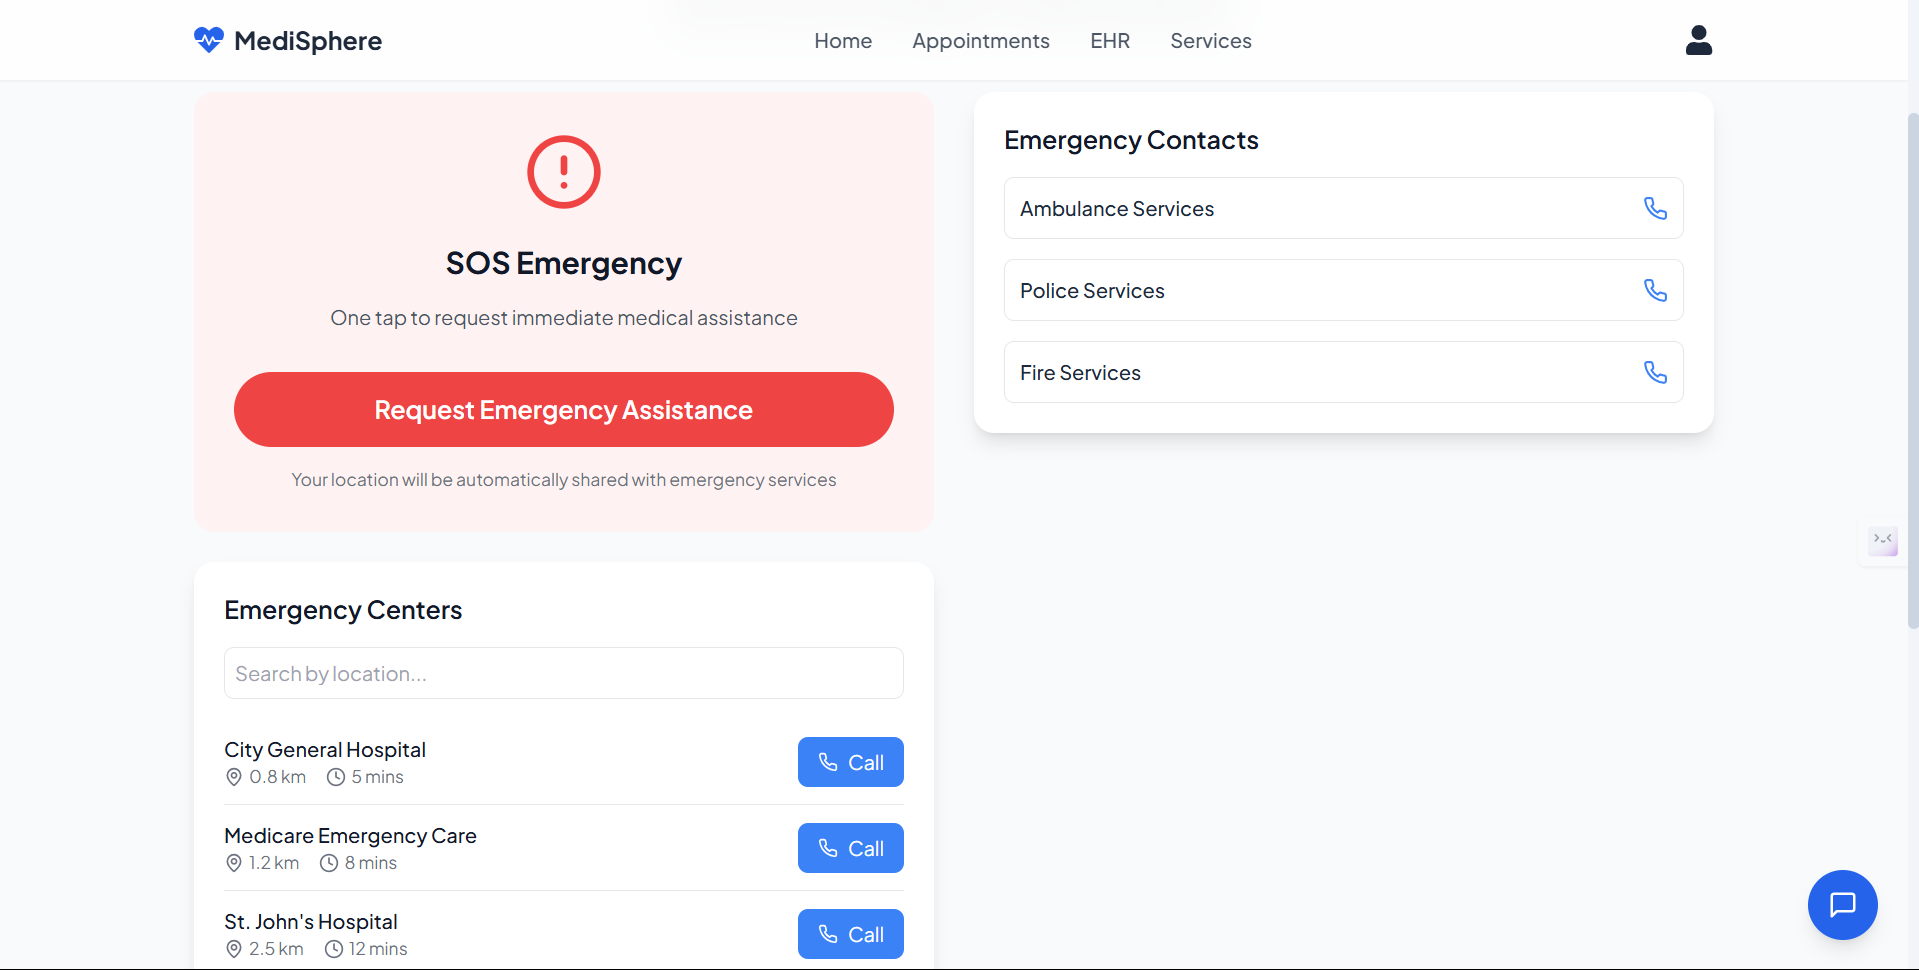 MediSphere
Home
Appointments
EHR
Services
SOS Emergency
One tap to request immediate medical assistance
Request Emergency Assistance
Your location will be automatically shared with emergency services
Emergency Contacts
Ambulance Services
Police Services
Fire Services
Emergency Centers
Search by location...
City General Hospital
0.8 km 5 mins
Call
Medicare Emergency Care
1.2 km 8 mins
Call
St. John's Hospital
2.5 km 12 mins
Call